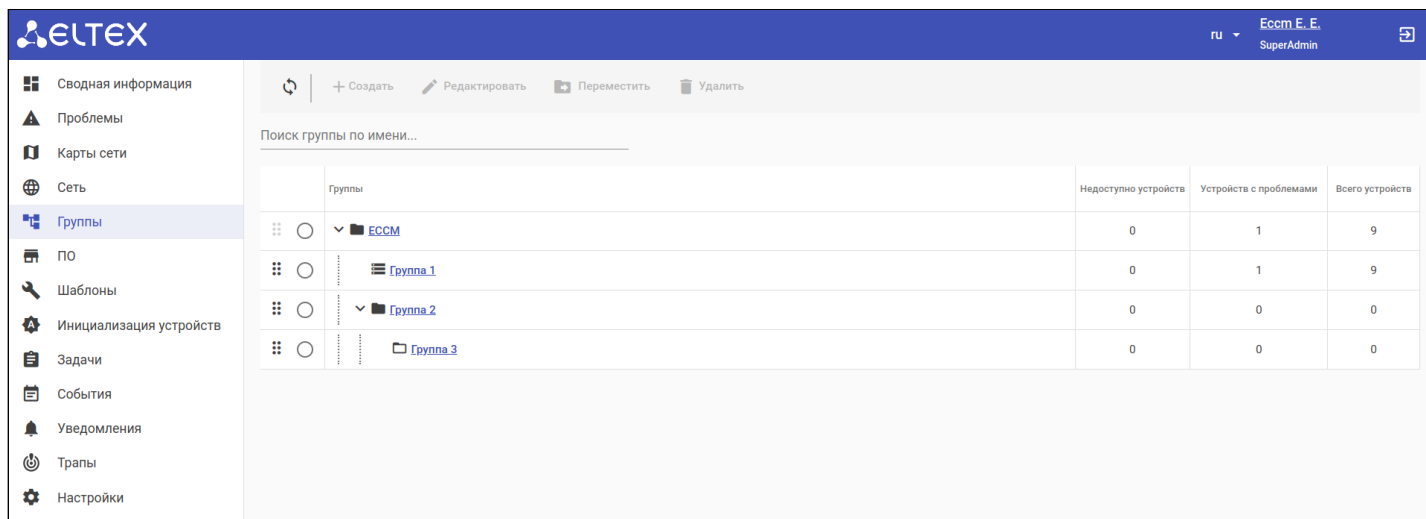 ELTEX
ru
Eccm E. E.
SuperAdmin
Сводная информация
Проблемы
Карты сети
Сеть
Группы
ПО
Шаблоны
Инициализация устройств
Задачи
События
Уведомления
Трапы
Настройки
Создать Редактировать Переместить Удалить
Поиск группы по имени...
Группы Недоступно устройств Устройств с проблемами Всего устройств
ECCM 0 1 9
Группа 1 0 1 9
Группа 2 0 0 0
Группа 3 0 0 0